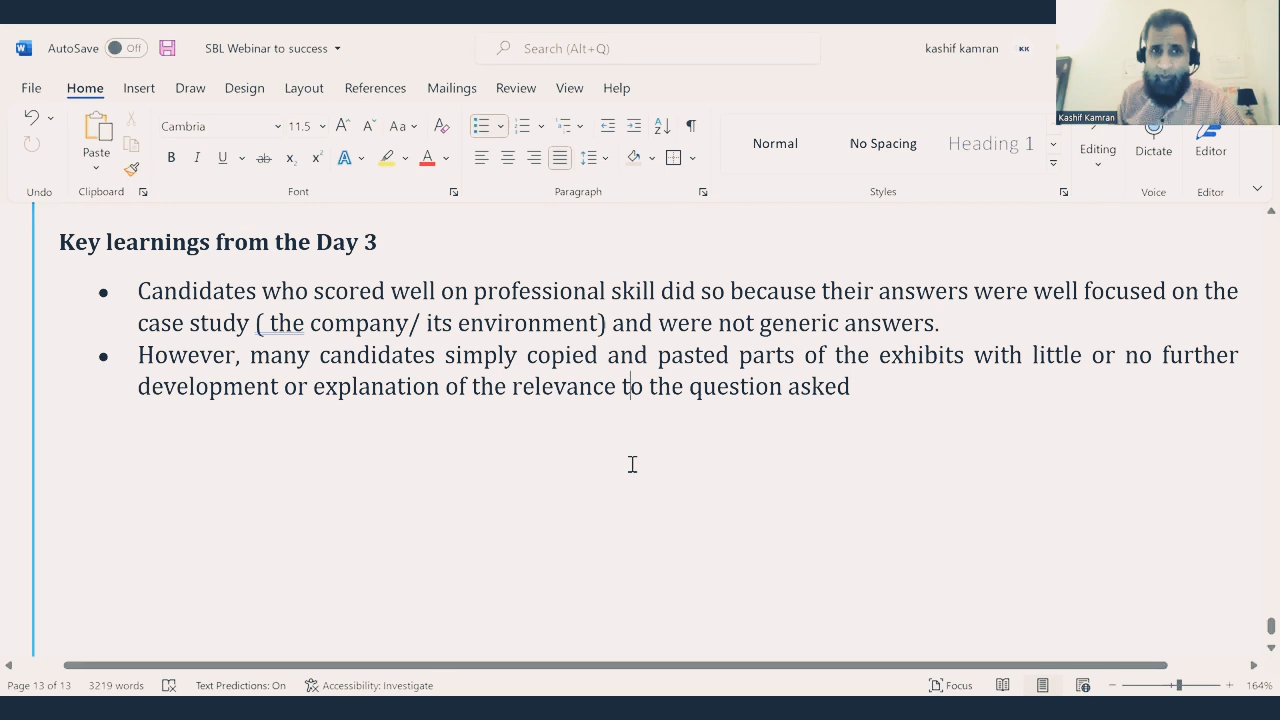 AutoSave Off SBL Webinar to success Search (Alt+Q) kashif kamran KK
File Home Insert Draw Design Layout References Mailings Review View Help
Kashif Kamran
Paste Cambria 11.5 Aa Normal No Spacing Heading 1 Editing Dictate Editor
Undo Clipboard Font Paragraph Styles Voice Editor
Key learnings from the Day 3
• Candidates who scored well on professional skill did so because their answers were well focused on the
case study ( the company/ its environment) and were not generic answers.
• However, many candidates simply copied and pasted parts of the exhibits with little or no further
development or explanation of the relevance to the question asked
Page 13 of 13 3219 words Text Predictions: On Accessibility: Investigate Focus 164%